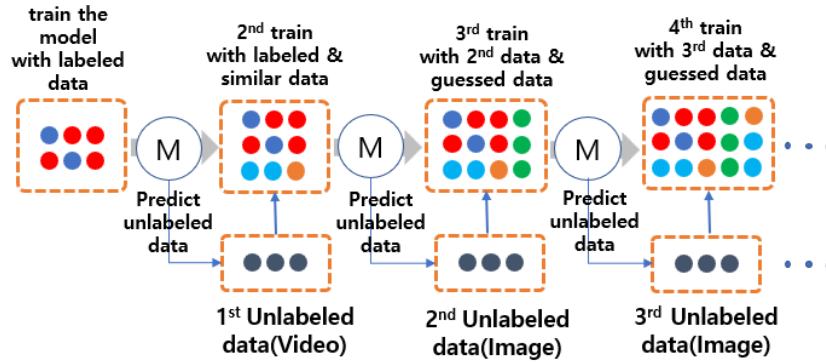 train the
model
with labeled
data
2nd train
with labeled &
similar data
3rd train
with 2nd data &
guessed data
4th train
with 3rd data &
guessed data
M
M
M
Predict
unlabeled
data
Predict
unlabeled
data
Predict
unlabeled
data
1st Unlabeled
data(Video)
2nd Unlabeled
data(Image)
3rd Unlabeled
data(Image)